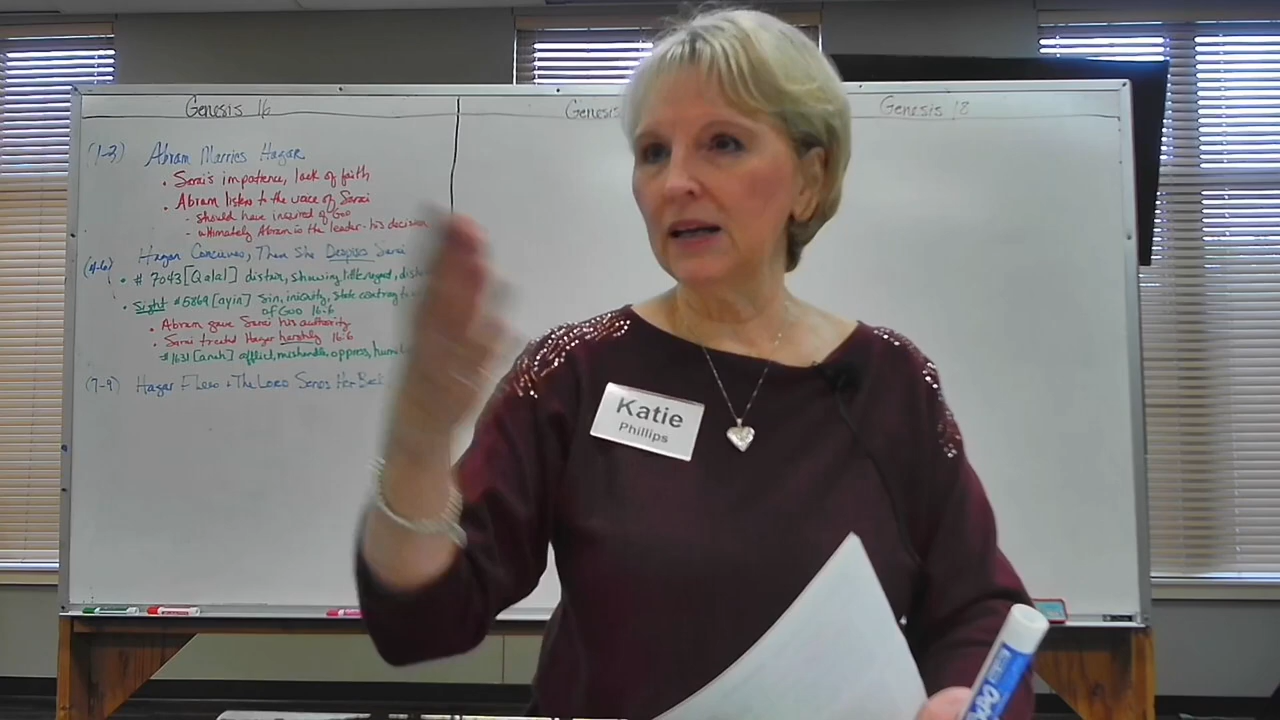 Genesis 16
Genesis
Genesis 18
(1-3) Abram Marries Hagar
• Sarai's impatience, lack of faith
• Abram listens to the voice of Sarai
- should have inquired of God
- ultimately Abram is the leader - his decision
(4-6) Hagar Conceives, Then She Despises Sarai
• # 7043 [Qalal] disdain, showing little regard,
• Sight #5869 [ayin] sin, iniquity, state contrary to
of God 16:6
• Abram gave Sarai his authority
• Sarai treated Hagar harshly 16:6
#1631 [anah] afflict, mishandle, oppress,
(7-9) Hagar Flees + The Lord Sends Her Back
Katie
Phillips